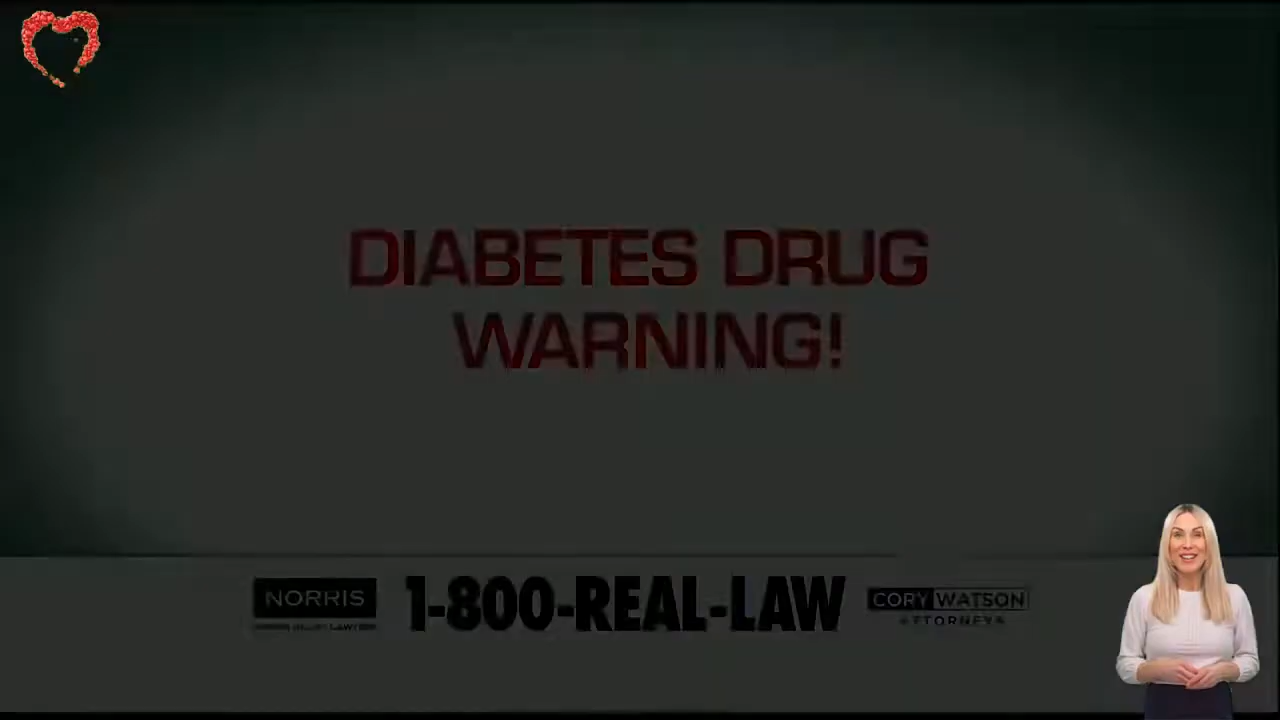 DIABETES DRUG
WARNING!
NORRIS
1-800-REAL-LAW
CORY WATSON
ATTORNEYS